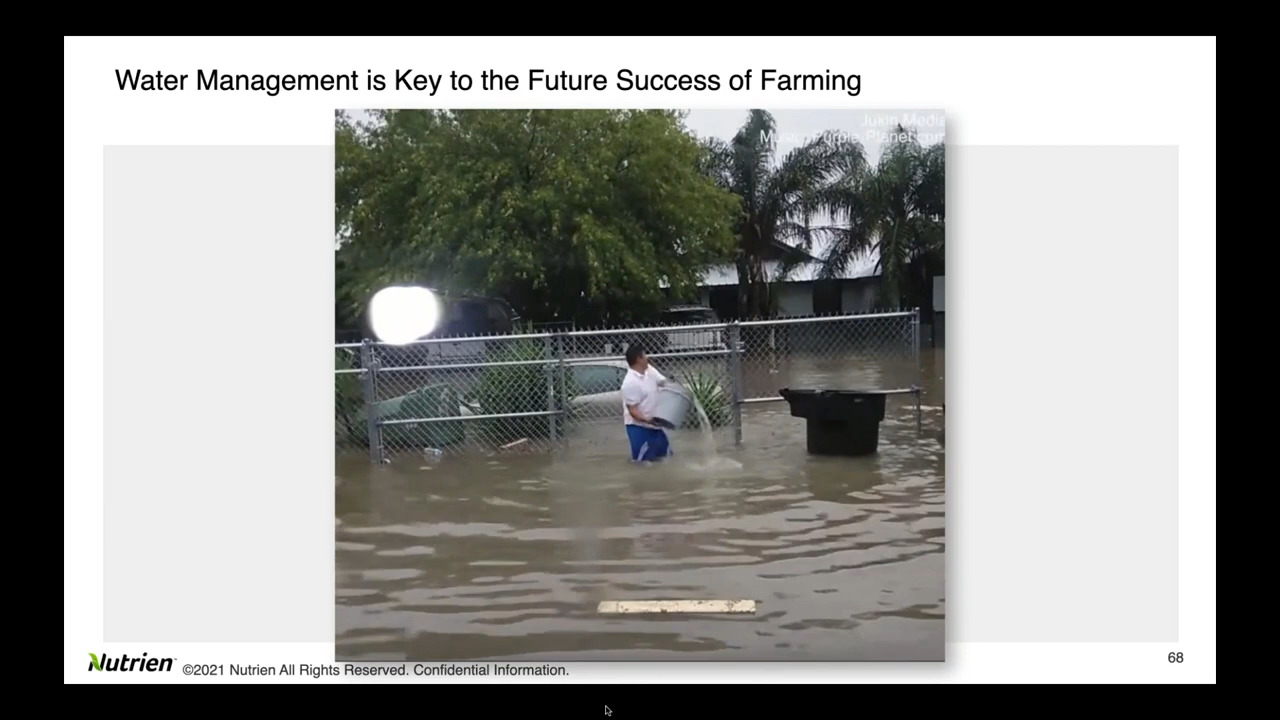 Water Management is Key to the Future Success of Farming
Jukin Media
Music: Purple-Planet.com
Nutrien
©2021 Nutrien All Rights Reserved. Confidential Information.
68